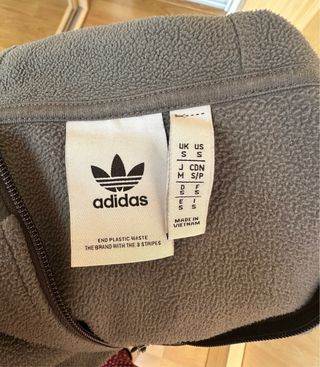 adidas
END PLASTIC WASTE
THE BRAND WITH THE 3 STRIPES
UK US
S S
J CDN
M S/P
D F
S S
E I
S S
MADE IN
VIETNAM